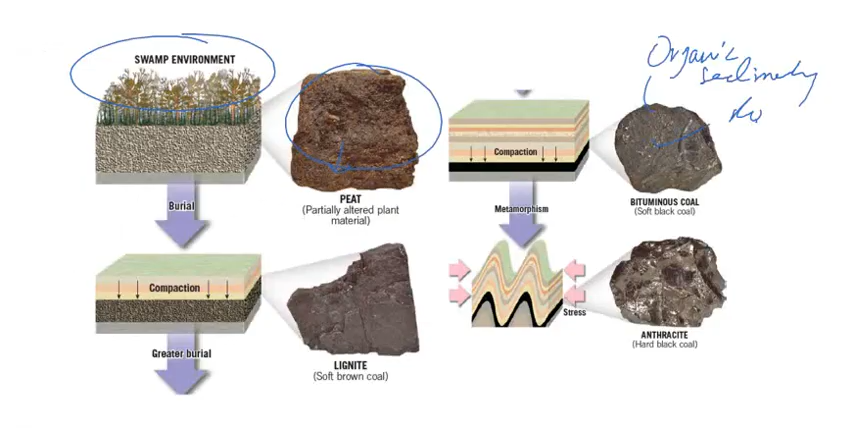 SWAMP ENVIRONMENT
PEAT
(Partially altered plant
material)
Burial
Compaction
LIGNITE
(Soft brown coal)
Greater burial
Organic
Compaction
BITUMINOUS COAL
(Soft black coal)
Metamorphism
Stress
ANTHRACITE
(Hard black coal)